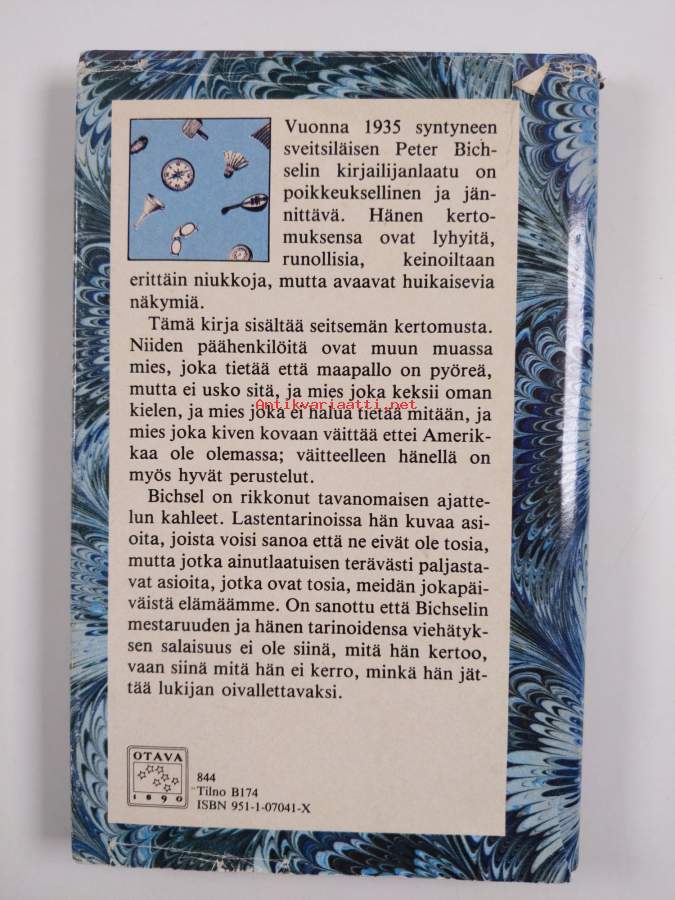 Vuonna 1935 syntyneen
sveitsiläisen Peter Bich-
selin kirjailijanlaatu on
poikkeuksellinen ja jän-
nittävä. Hänen kerto-
muksensa ovat lyhyitä,
runollisia, keinoiltaan
erittäin niukkoja, mutta avaavat huikaisevia
näkymiä.
Tämä kirja sisältää seitsemän kertomusta.
Niiden päähenkilöitä ovat muun muassa
mies, joka tietää että maapallo on pyöreä,
mutta ei usko sitä, ja mies joka keksii oman
kielen, ja mies joka ei halua tietää mitään, ja
Antikvariaatti.net
mies joka kiven kovaan väittää ettei Amerik-
kaa ole olemassa; väitteelleen hänellä on
myös hyvät perustelut.
Bichsel on rikkonut tavanomaisen ajatte-
lun kahleet. Lastentarinoissa hän kuvaa asi-
oita, joista voisi sanoa että ne eivät ole tosia,
mutta jotka ainutlaatuisen terävästi paljasta-
vat asioita, jotka ovat tosia, meidän jokapäi-
väistä elämäämme. On sanottu että Bichselin
mestaruuden ja hänen tarinoidensa viehätyk-
sen salaisuus ei ole siinä, mitä hän kertoo,
vaan siinä mitä hän ei kerro, minkä hän jät-
tää lukijan oivallettavaksi.
OTAVA
1890
844
Tilno B174
ISBN 951-1-07041-X